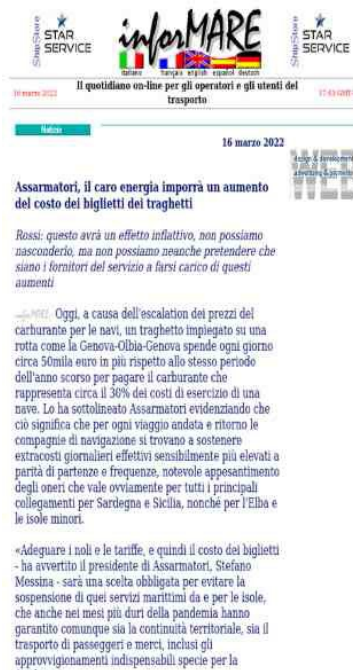 ShipStore
STAR
SERVICE
inforMARE
ShipStore
STAR
SERVICE
italiano français english español deutsch
16 marzo 2022
Il quotidiano on-line per gli operatori e gli utenti del
trasporto
Notizie
16 marzo 2022
WEB
design & development
Assarmatori, il caro energia imporrà un aumento
del costo dei biglietti dei traghetti
Rossi: questo avrà un effetto inflattivo, non possiamo
nasconderlo, ma non possiamo neanche pretendere che
siano i fornitori del servizio a farsi carico di questi
aumenti
inforMARE - Oggi, a causa dell'escalation dei prezzi del
carburante per le navi, un traghetto impiegato su una
rotta come la Genova-Olbia-Genova spende ogni giorno
circa 50mila euro in più rispetto allo stesso periodo
dell'anno scorso per pagare il carburante che
rappresenta circa il 30% dei costi di esercizio di una
nave. Lo ha sottolineato Assarmatori evidenziando che
ciò significa che per ogni viaggio andata e ritorno le
compagnie di navigazione si trovano a sostenere
extracosti giornalieri effettivi sensibilmente più elevati a
parità di partenze e frequenze, notevole appesantimento
degli oneri che vale ovviamente per tutti i principali
collegamenti per Sardegna e Sicilia, nonché per l'Elba e
le isole minori.
«Adeguare i noli e le tariffe, e quindi il costo dei biglietti
- ha avvertito il presidente di Assarmatori, Stefano
Messina - sarà una scelta obbligata per evitare la
sospensione di quei servizi marittimi da e per le isole,
che anche nei mesi più duri della pandemia hanno
garantito comunque sia la continuità territoriale, sia il
trasporto di passeggeri e merci, inclusi gli
approvvigionamenti indispensabili specie per la